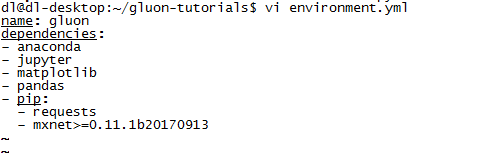 dl@dl-desktop:~/gluon-tutorials$ vi environment.yml
name: gluon
dependencies:
- anaconda
- jupyter
- matplotlib
- pandas
- pip:
  - requests
  - mxnet>=0.11.1b20170913
~
~